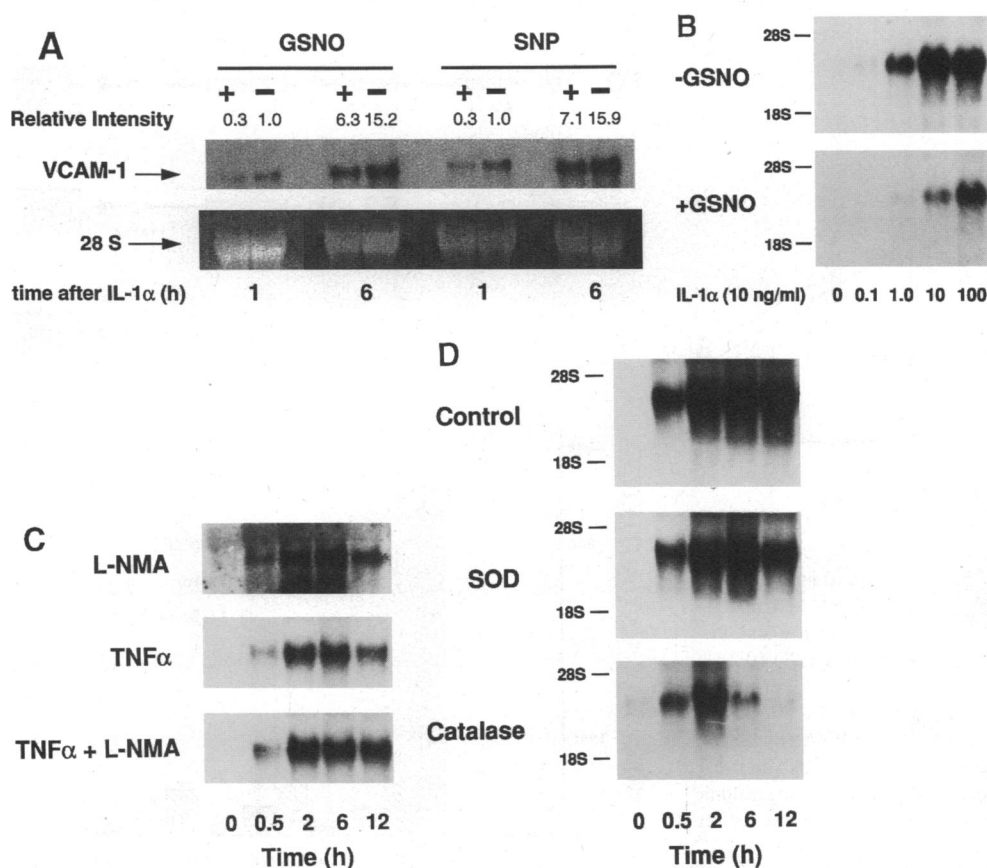 A
GSNO SNP
+ − + − + − + −
Relative Intensity 0.3 1.0 6.3 15.2 0.3 1.0 7.1 15.9
VCAM-1
28 S
time after IL-1α (h) 1 6 1 6
B
28S
-GSNO
18S
28S
+GSNO
18S
IL-1α (10 ng/ml) 0 0.1 1.0 10 100
C
L-NMA
TNFα
TNFα + L-NMA
0 0.5 2 6 12
Time (h)
D
28S
Control
18S
28S
SOD
18S
28S
Catalase
18S
0 0.5 2 6 12
Time (h)